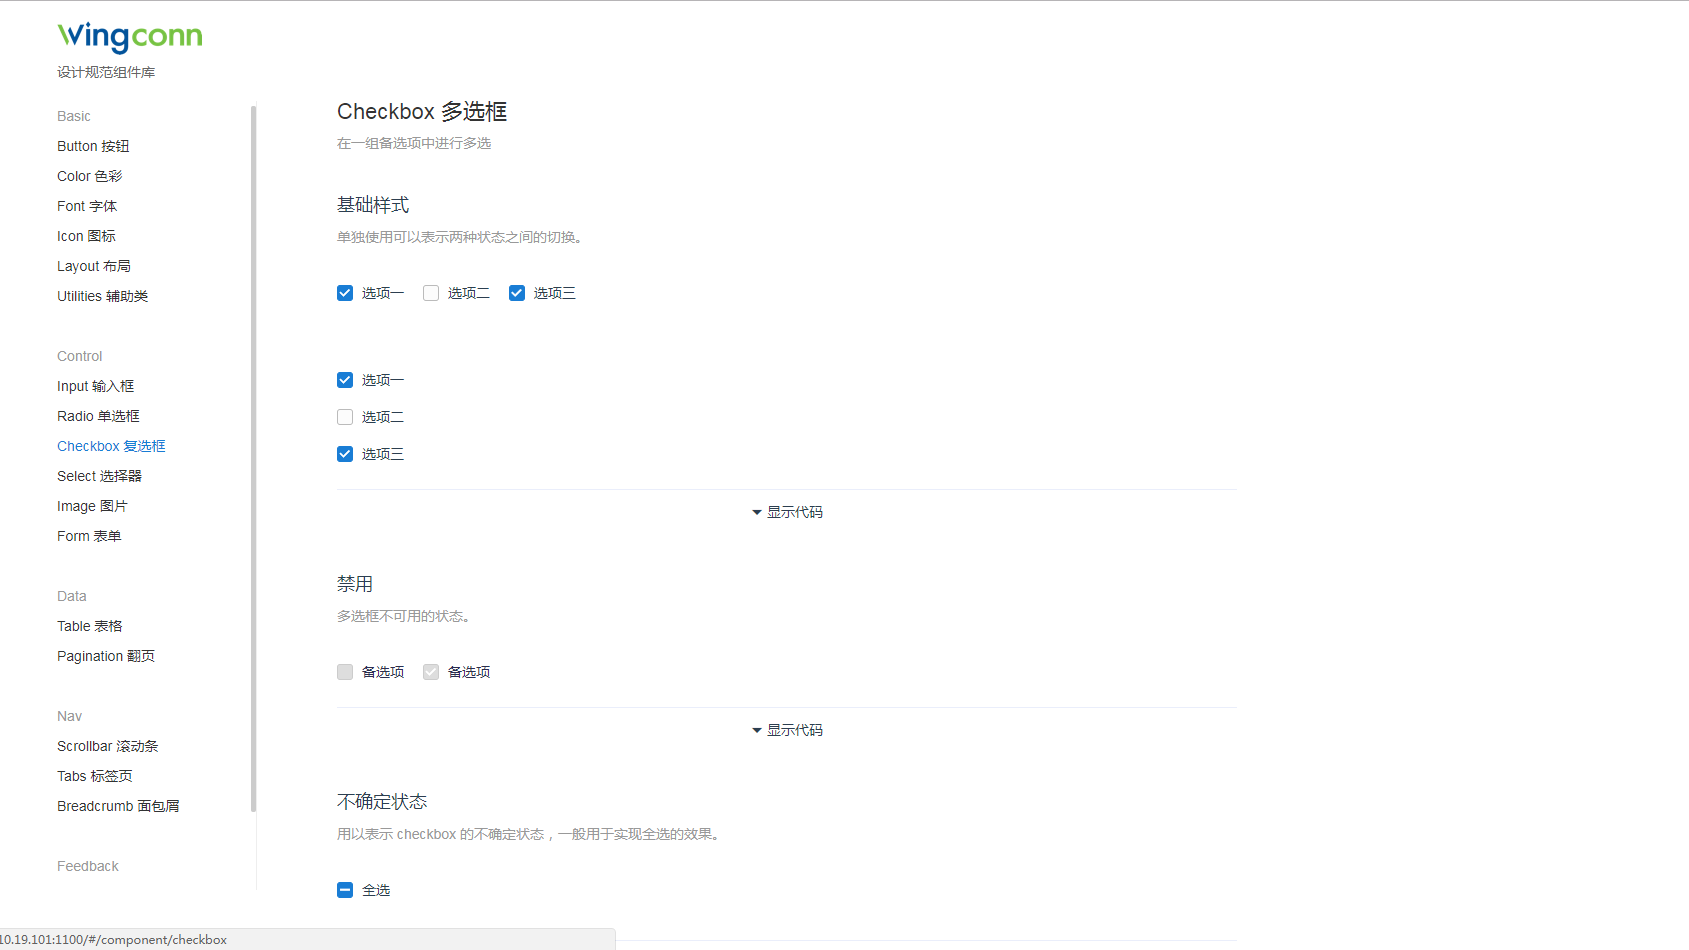 Wingconn
设计规范组件库
Basic
Button 按钮
Color 色彩
Font 字体
Icon 图标
Layout 布局
Utilities 辅助类
Control
Input 输入框
Radio 单选框
Checkbox 复选框
Select 选择器
Image 图片
Form 表单
Data
Table 表格
Pagination 翻页
Nav
Scrollbar 滚动条
Tabs 标签页
Breadcrumb 面包屑
Feedback
Checkbox 多选框
在一组备选项中进行多选
基础样式
单独使用可以表示两种状态之间的切换。
选项一 选项二 选项三
选项一
选项二
选项三
显示代码
禁用
多选框不可用的状态。
备选项 备选项
显示代码
不确定状态
用以表示 checkbox 的不确定状态，一般用于实现全选的效果。
全选
10.19.101:1100/#/component/checkbox